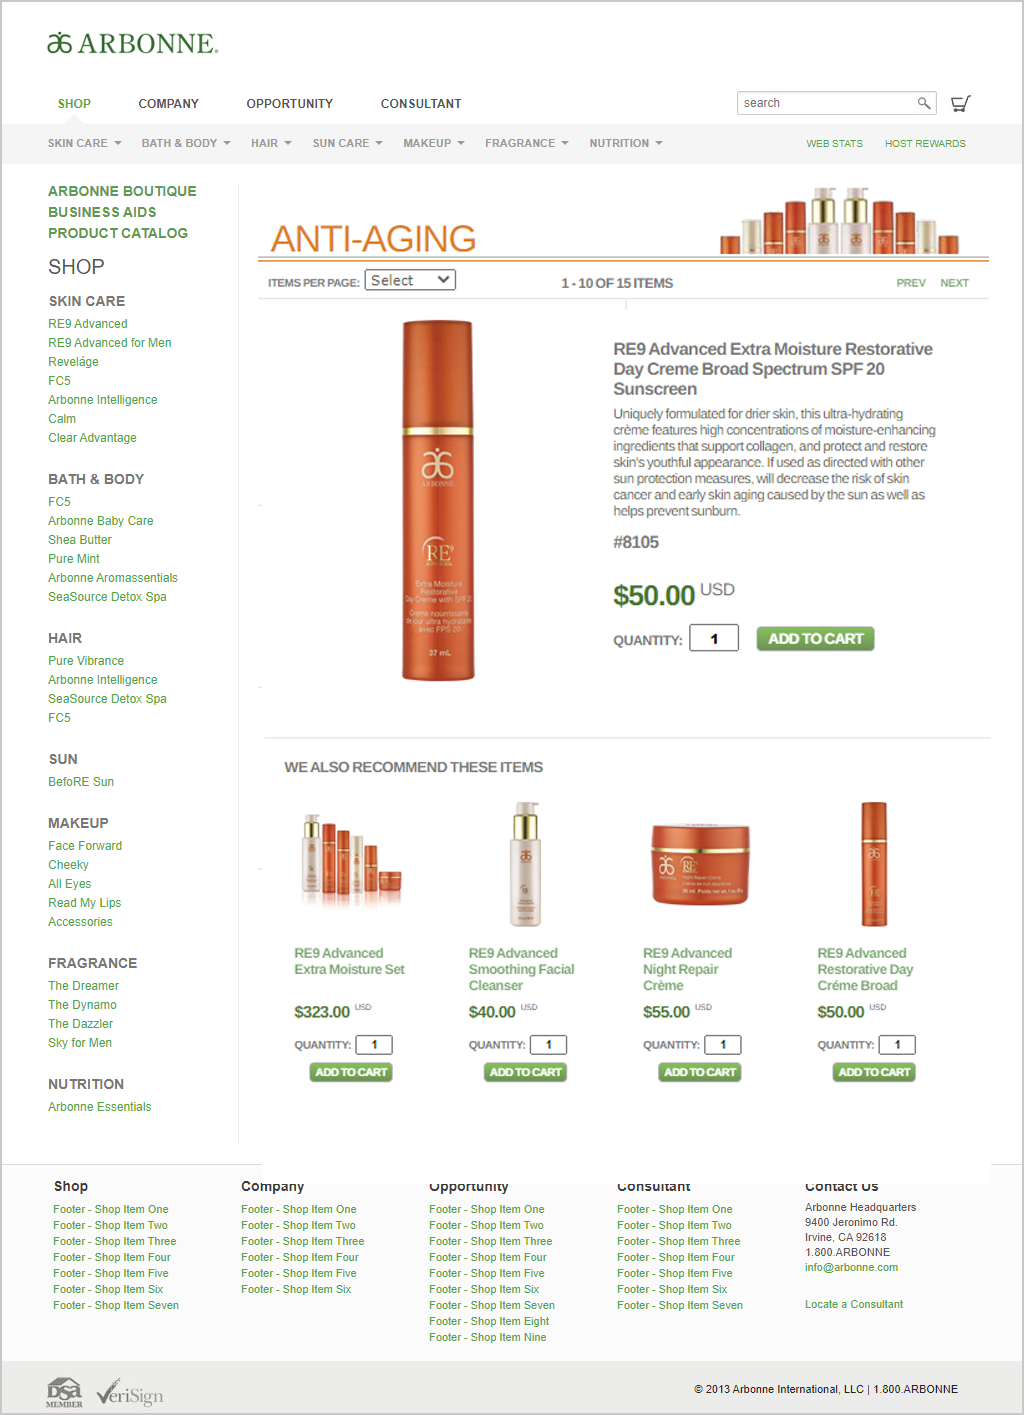 ARBONNE.
SHOP COMPANY OPPORTUNITY CONSULTANT
search
SKIN CARE BATH & BODY HAIR SUN CARE MAKEUP FRAGRANCE NUTRITION WEB STATS HOST REWARDS
ARBONNE BOUTIQUE
BUSINESS AIDS
PRODUCT CATALOG
SHOP
SKIN CARE
RE9 Advanced
RE9 Advanced for Men
Reveláge
FC5
Arbonne Intelligence
Calm
Clear Advantage
BATH & BODY
FC5
Arbonne Baby Care
Shea Butter
Pure Mint
Arbonne Aromassentials
SeaSource Detox Spa
HAIR
Pure Vibrance
Arbonne Intelligence
SeaSource Detox Spa
FC5
SUN
BefoRE Sun
MAKEUP
Face Forward
Cheeky
All Eyes
Read My Lips
Accessories
FRAGRANCE
The Dreamer
The Dynamo
The Dazzler
Sky for Men
NUTRITION
Arbonne Essentials
ANTI-AGING
ITEMS PER PAGE: Select 1 - 10 OF 15 ITEMS PREV NEXT
ARBONNE
RE9
Extra Moisture
Restorative
Day Creme with SPF 20
Crème nourrissante
de jour ultra hydratante
avec FPS 20
37 mL
RE9 Advanced Extra Moisture Restorative
Day Creme Broad Spectrum SPF 20
Sunscreen
Uniquely formulated for drier skin, this ultra-hydrating
crème features high concentrations of moisture-enhancing
ingredients that support collagen, and protect and restore
skin's youthful appearance. If used as directed with other
sun protection measures, will decrease the risk of skin
cancer and early skin aging caused by the sun as well as
helps prevent sunburn.
#8105
$50.00 USD
QUANTITY: 1 ADD TO CART
WE ALSO RECOMMEND THESE ITEMS
RE9
RE9 Advanced
Extra Moisture Set
$323.00 USD
QUANTITY: 1
ADD TO CART
RE9 Advanced
Smoothing Facial
Cleanser
$40.00 USD
QUANTITY: 1
ADD TO CART
RE9 Advanced
Night Repair
Crème
$55.00 USD
QUANTITY: 1
ADD TO CART
RE9 Advanced
Restorative Day
Créme Broad
$50.00 USD
QUANTITY: 1
ADD TO CART
Shop
Footer - Shop Item One
Footer - Shop Item Two
Footer - Shop Item Three
Footer - Shop Item Four
Footer - Shop Item Five
Footer - Shop Item Six
Footer - Shop Item Seven
Company
Footer - Shop Item One
Footer - Shop Item Two
Footer - Shop Item Three
Footer - Shop Item Four
Footer - Shop Item Five
Footer - Shop Item Six
Opportunity
Footer - Shop Item One
Footer - Shop Item Two
Footer - Shop Item Three
Footer - Shop Item Four
Footer - Shop Item Five
Footer - Shop Item Six
Footer - Shop Item Seven
Footer - Shop Item Eight
Footer - Shop Item Nine
Consultant
Footer - Shop Item One
Footer - Shop Item Two
Footer - Shop Item Three
Footer - Shop Item Four
Footer - Shop Item Five
Footer - Shop Item Six
Footer - Shop Item Seven
Contact Us
Arbonne Headquarters
9400 Jeronimo Rd.
Irvine, CA 92618
1.800.ARBONNE
info@arbonne.com
Locate a Consultant
DSA
MEMBER
VeriSign
© 2013 Arbonne International, LLC | 1.800.ARBONNE